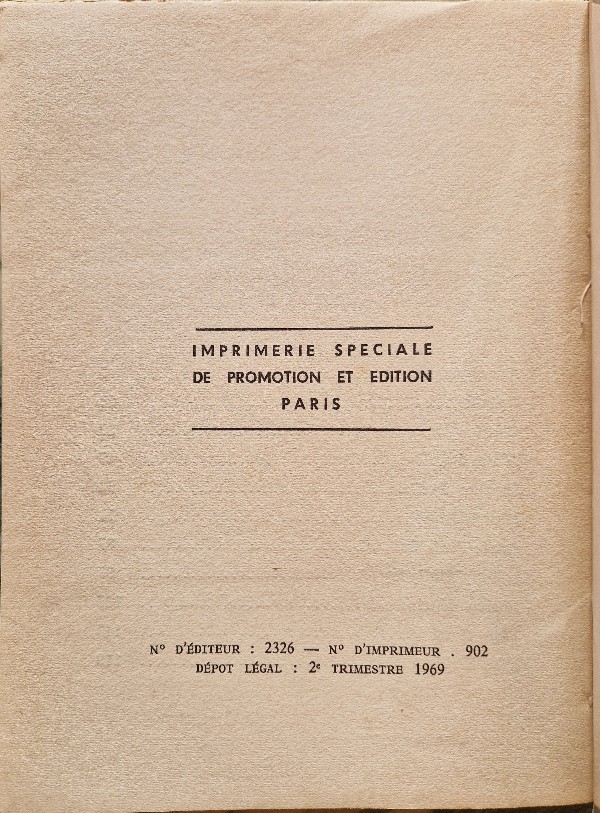 IMPRIMERIE SPECIALE
DE PROMOTION ET EDITION
PARIS
N° D'ÉDITEUR : 2326 — N° D'IMPRIMEUR . 902
DÉPOT LÉGAL : 2e TRIMESTRE 1969